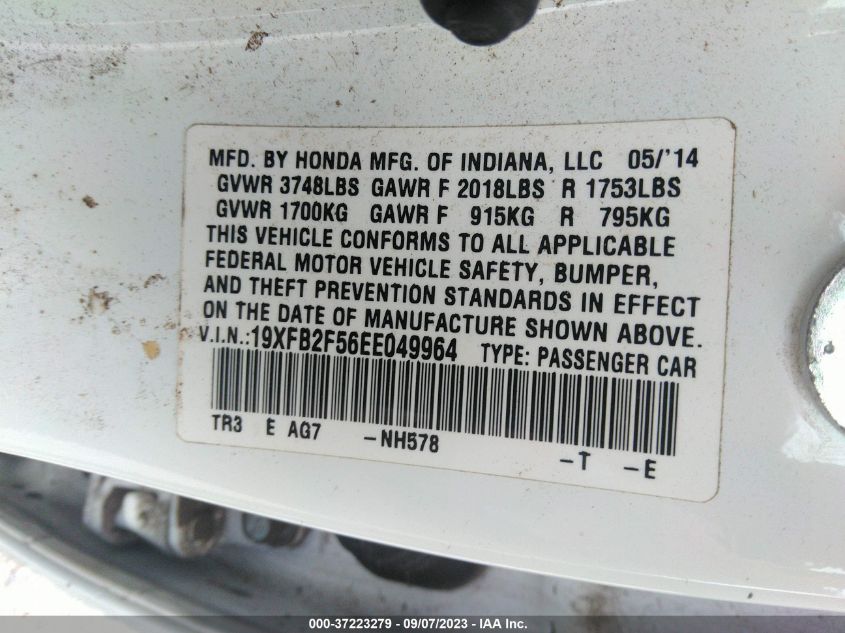 MFD. BY HONDA MFG. OF INDIANA, LLC 05/'14
GVWR 3748LBS GAWR F 2018LBS R 1753LBS
GVWR 1700KG GAWR F 915KG R 795KG
THIS VEHICLE CONFORMS TO ALL APPLICABLE
FEDERAL MOTOR VEHICLE SAFETY, BUMPER,
AND THEFT PREVENTION STANDARDS IN EFFECT
ON THE DATE OF MANUFACTURE SHOWN ABOVE.
V.I.N.:19XFB2F56EE049964 TYPE: PASSENGER CAR
TR3 E AG7 -NH578 -T -E
000-37223279 - 09/07/2023 - IAA Inc.